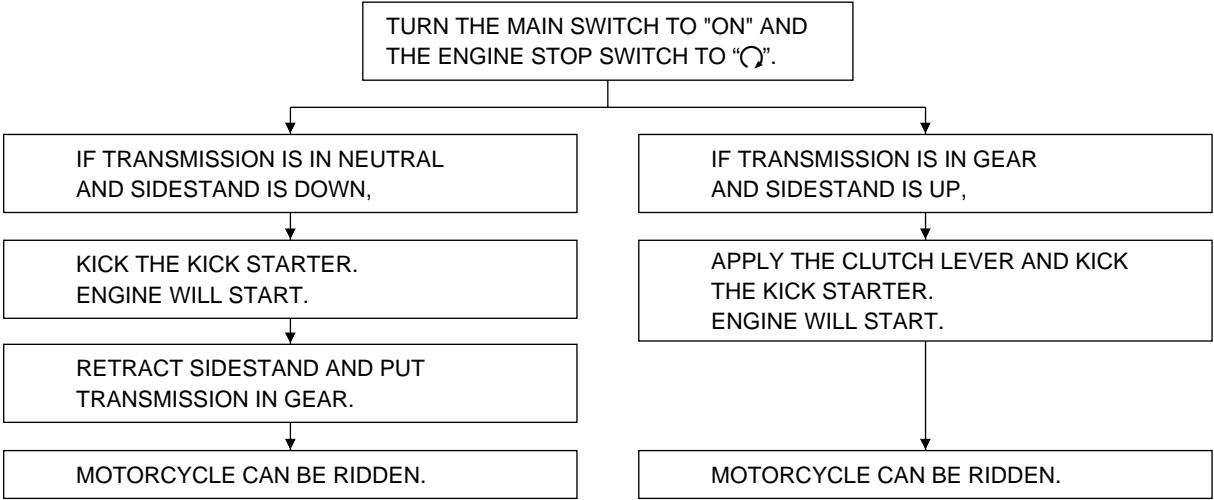 TURN THE MAIN SWITCH TO "ON" AND
THE ENGINE STOP SWITCH TO “”.
IF TRANSMISSION IS IN NEUTRAL
AND SIDESTAND IS DOWN,
KICK THE KICK STARTER.
ENGINE WILL START.
RETRACT SIDESTAND AND PUT
TRANSMISSION IN GEAR.
MOTORCYCLE CAN BE RIDDEN.
IF TRANSMISSION IS IN GEAR
AND SIDESTAND IS UP,
APPLY THE CLUTCH LEVER AND KICK
THE KICK STARTER.
ENGINE WILL START.
MOTORCYCLE CAN BE RIDDEN.